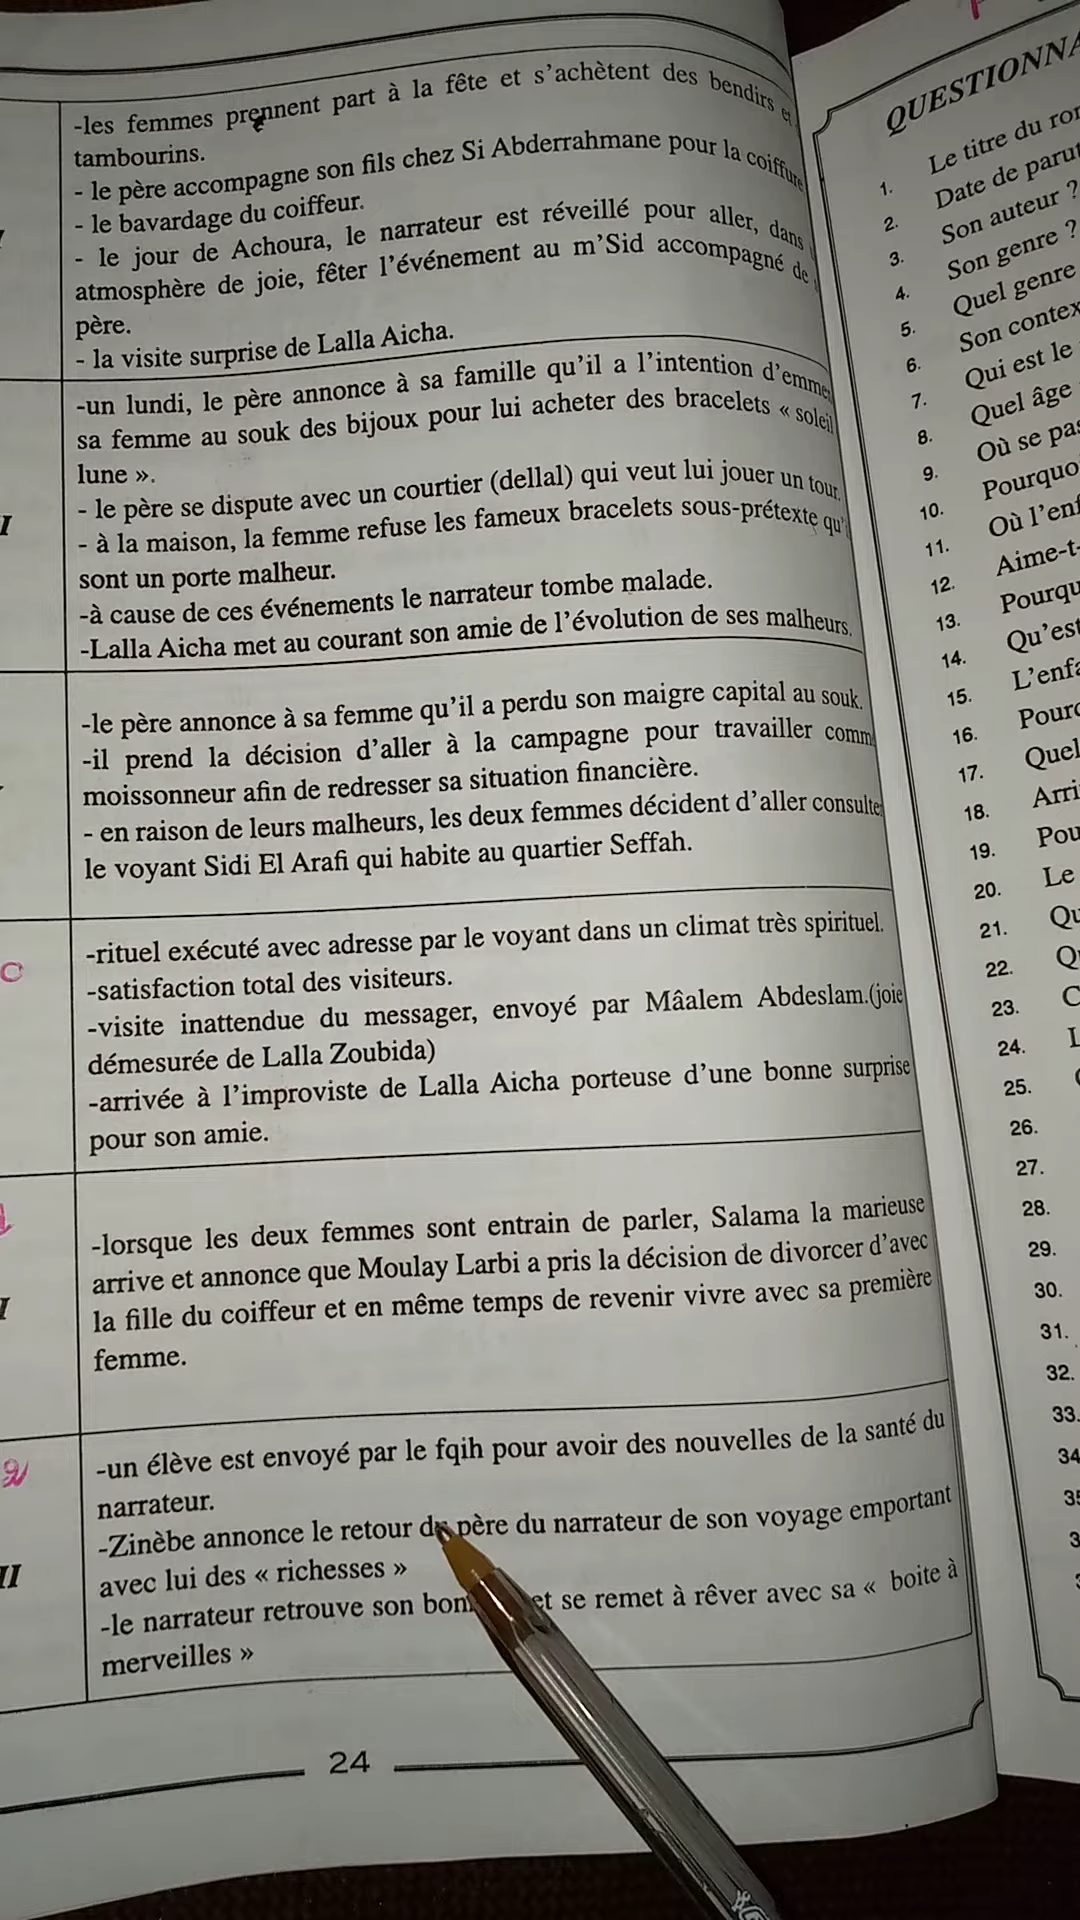 -les femmes prennent part à la fête et s'achètent des bendirs et
tambourins.
- le père accompagne son fils chez Si Abderrahmane pour la coiffure
- le bavardage du coiffeur.
- le jour de Achoura, le narrateur est réveillé pour aller, dans
atmosphère de joie, fêter l'événement au m'Sid accompagné de
père.
- la visite surprise de Lalla Aicha.
-un lundi, le père annonce à sa famille qu'il a l'intention d'emme
sa femme au souk des bijoux pour lui acheter des bracelets « soleil
lune ».
- le père se dispute avec un courtier (dellal) qui veut lui jouer un tour.
I
- à la maison, la femme refuse les fameux bracelets sous-prétexte qu'
sont un porte malheur.
-à cause de ces événements le narrateur tombe malade.
-Lalla Aicha met au courant son amie de l'évolution de ses malheurs.
-le père annonce à sa femme qu'il a perdu son maigre capital au souk.
-il prend la décision d'aller à la campagne pour travailler comm
moissonneur afin de redresser sa situation financière.
- en raison de leurs malheurs, les deux femmes décident d'aller consulte
le voyant Sidi El Arafi qui habite au quartier Seffah.
-rituel exécuté avec adresse par le voyant dans un climat très spirituel.
-satisfaction total des visiteurs.
-visite inattendue du messager, envoyé par Mâalem Abdeslam.(joie
démesurée de Lalla Zoubida)
-arrivée à l'improviste de Lalla Aicha porteuse d'une bonne surprise
pour son amie.
-lorsque les deux femmes sont entrain de parler, Salama la marieuse
arrive et annonce que Moulay Larbi a pris la décision de divorcer d'avec
I
la fille du coiffeur et en même temps de revenir vivre avec sa première
femme.
-un élève est envoyé par le fqih pour avoir des nouvelles de la santé du
narrateur.
-Zinèbe annonce le retour du père du narrateur de son voyage emportant
II
avec lui des « richesses »
-le narrateur retrouve son bon et se remet à rêver avec sa « boite à
merveilles »
24
QUESTIONNA
1. Le titre du ro
2. Date de parut
3. Son auteur ?
4. Son genre ?
5. Quel genre
6. Son contex
7. Qui est le
8. Quel âge
9. Où se pas
10. Pourquo
11. Où l'enf
12. Aime-t-
13. Pourqu
14. Qu'est
15. L'enfa
16. Pourq
17. Quel
18. Arri
19. Pou
20. Le
21. Qu
22. Q
23. C
24. L
25.
26.
27.
28.
29.
30.
31.
32.
33.
34